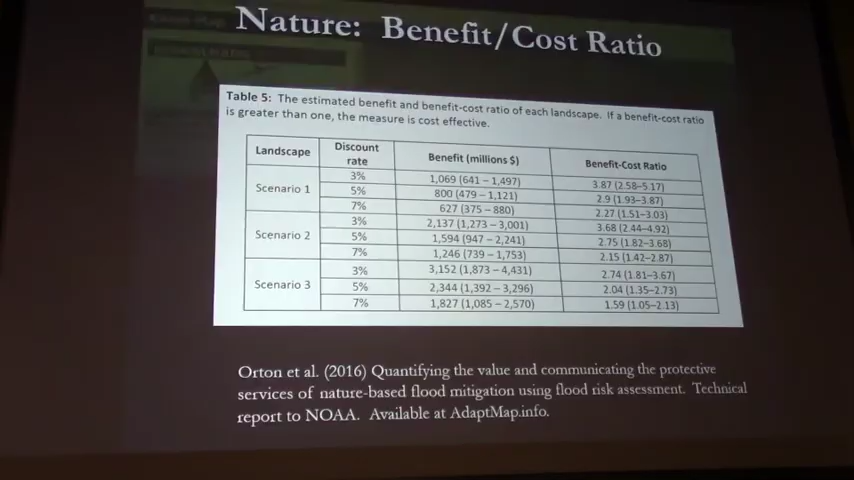 Nature: Benefit/Cost Ratio
Table 5: The estimated benefit and benefit-cost ratio of each landscape. If a benefit-cost ratio
is greater than one, the measure is cost effective.
Landscape Discount rate Benefit (millions $) Benefit-Cost Ratio
Scenario 1 3% 1,069 (641 – 1,497) 3.87 (2.58–5.17)
5% 800 (479 – 1,121) 2.9 (1.93–3.87)
7% 627 (375 – 880) 2.27 (1.51–3.03)
Scenario 2 3% 2,137 (1,273 – 3,001) 3.68 (2.44–4.92)
5% 1,594 (947 – 2,241) 2.75 (1.82–3.68)
7% 1,246 (739 – 1,753) 2.15 (1.42–2.87)
Scenario 3 3% 3,152 (1,873 – 4,431) 2.74 (1.81–3.67)
5% 2,344 (1,392 – 3,296) 2.04 (1.35–2.73)
7% 1,827 (1,085 – 2,570) 1.59 (1.05–2.13)
Orton et al. (2016) Quantifying the value and communicating the protective
services of nature-based flood mitigation using flood risk assessment. Technical
report to NOAA. Available at AdaptMap.info.